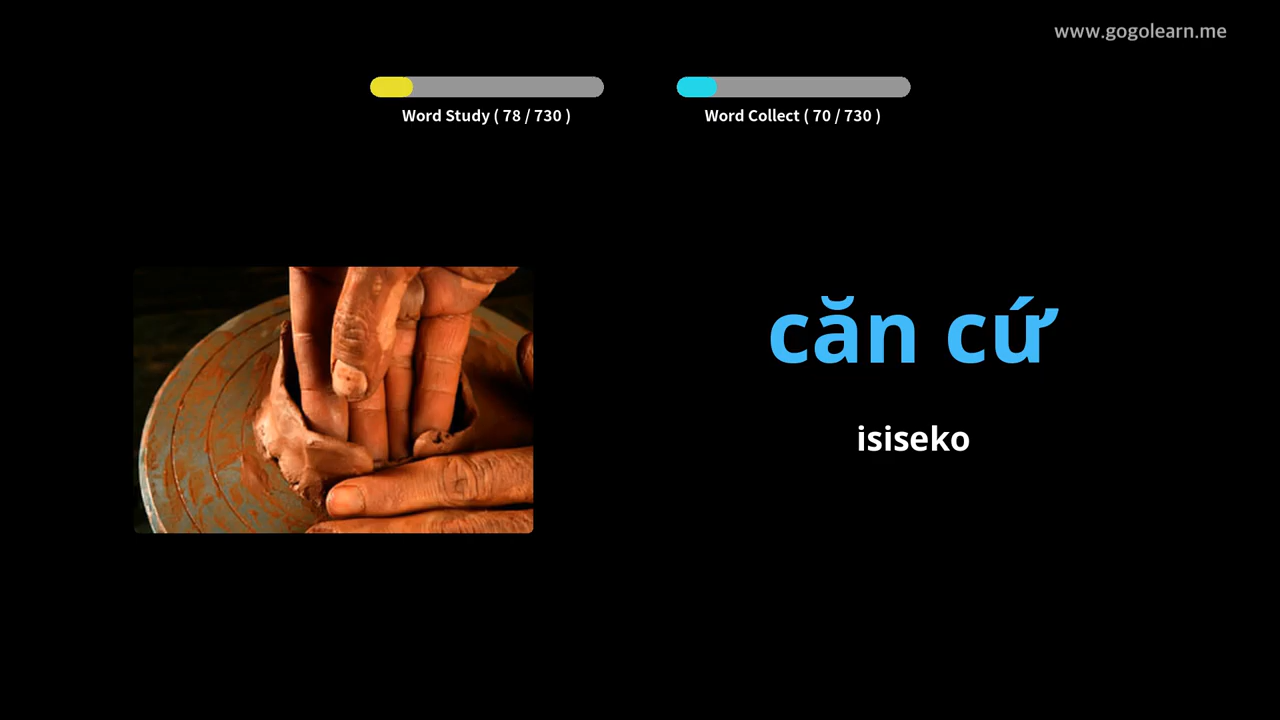 www.gogolearn.me
Word Study ( 78 / 730 )
Word Collect ( 70 / 730 )
căn cứ
isiseko